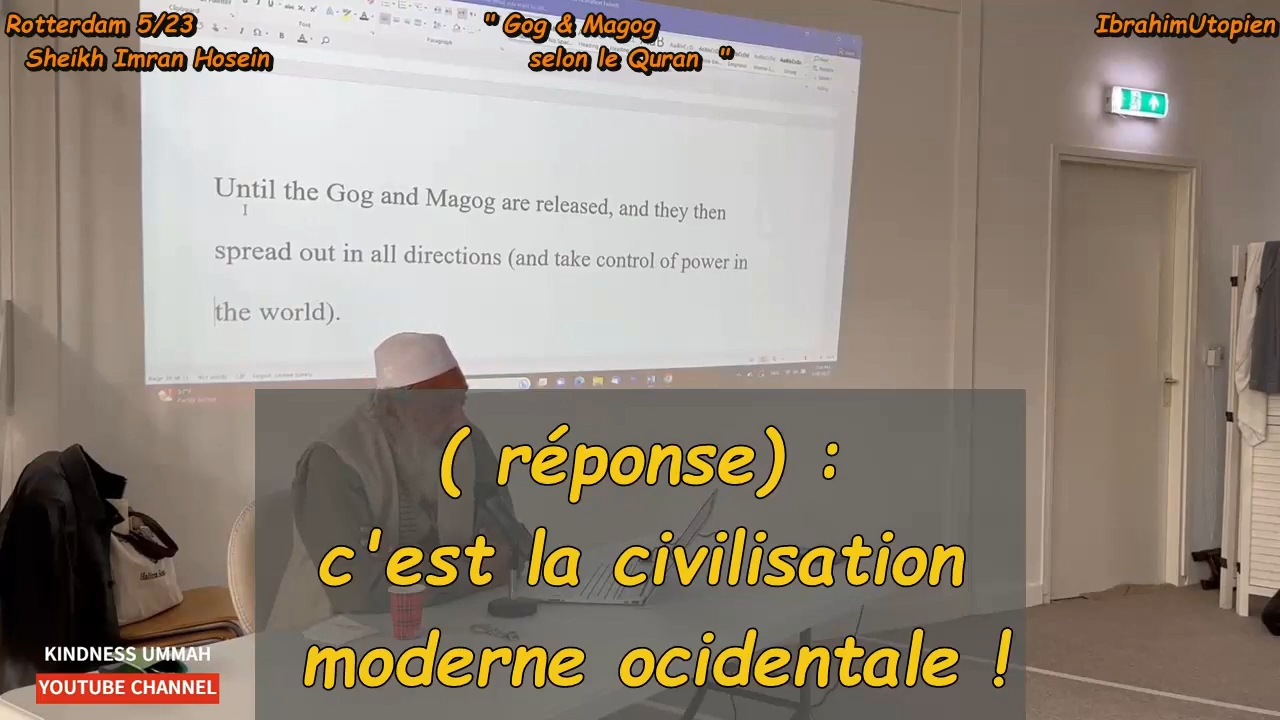 Rotterdam 5/23
Sheikh Imran Hosein
" Gog & Magog
selon le Quran "
IbrahimUtopien
Until the Gog and Magog are released, and they then
spread out in all directions (and take control of power in
the world).
( réponse) :
c'est la civilisation
moderne ocidentale !
KINDNESS UMMAH
YOUTUBE CHANNEL